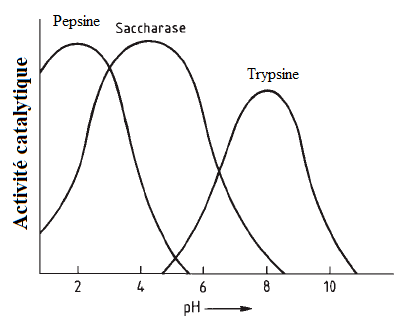 Pepsine
Saccharase
Trypsine
Activité catalytique
2 4 6 8 10
pH